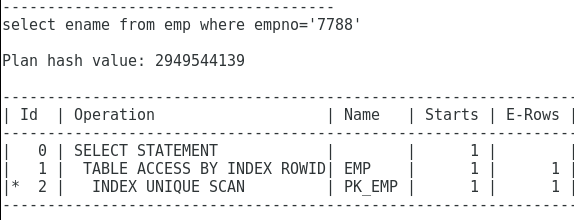 -------------------------------------
select ename from emp where empno='7788'
Plan hash value: 2949544139
----------------------------------------------------------------
| Id  | Operation                   | Name   | Starts | E-Rows |
----------------------------------------------------------------
|   0 | SELECT STATEMENT            |        |      1 |        |
|   1 |  TABLE ACCESS BY INDEX ROWID| EMP    |      1 |      1 |
|*  2 |   INDEX UNIQUE SCAN         | PK_EMP |      1 |      1 |
----------------------------------------------------------------